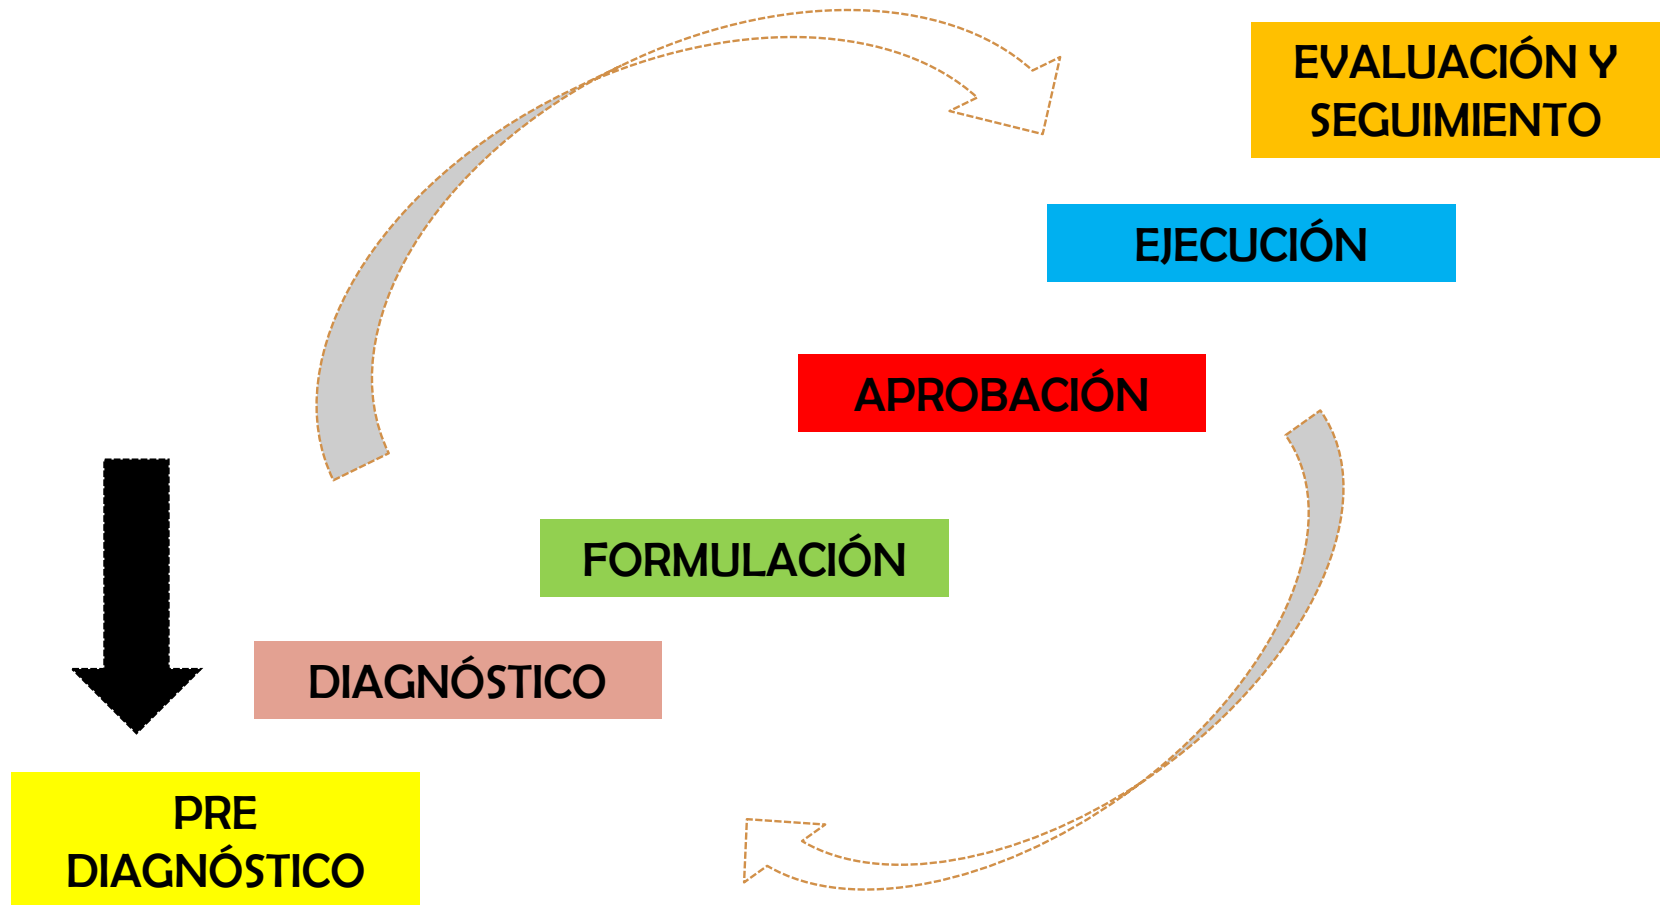 EVALUACIÓN Y
SEGUIMIENTO
EJECUCIÓN
APROBACIÓN
FORMULACIÓN
DIAGNÓSTICO
PRE
DIAGNÓSTICO